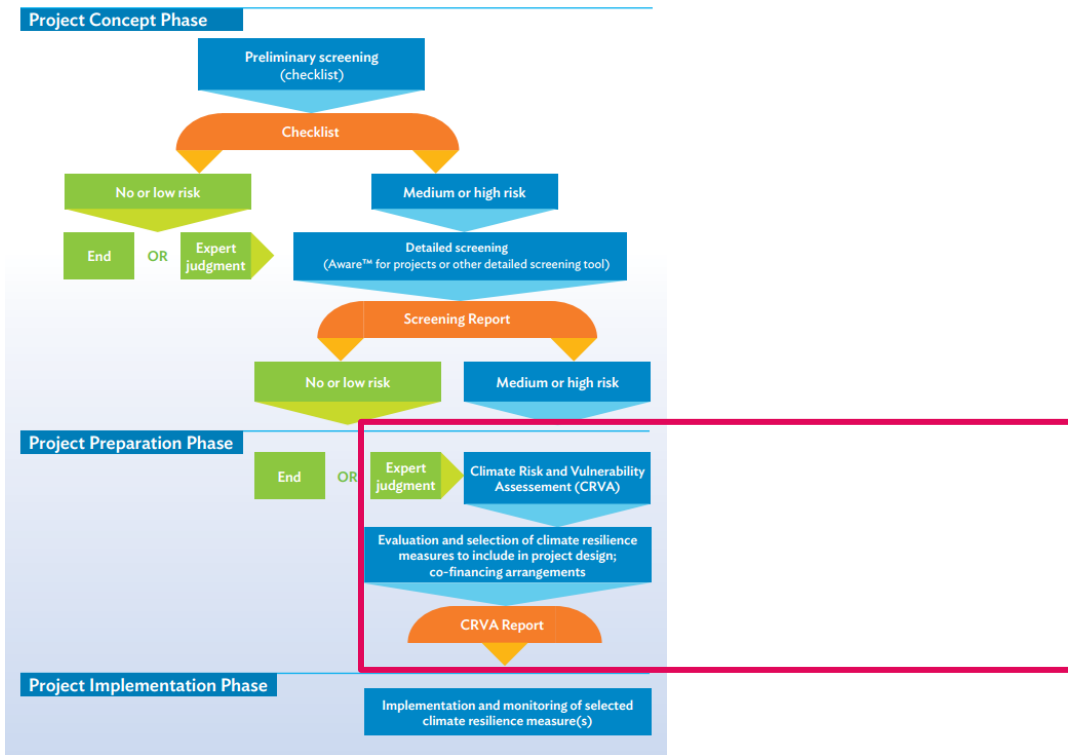 Project Concept Phase
Preliminary screening
(checklist)
Checklist
No or low risk
Medium or high risk
End
OR
Expert
judgment
Detailed screening
(Aware™ for projects or other detailed screening tool)
Screening Report
No or low risk
Medium or high risk
Project Preparation Phase
End
OR
Expert
judgment
Climate Risk and Vulnerability
Assessement (CRVA)
Evaluation and selection of climate resilience
measures to include in project design;
co-financing arrangements
CRVA Report
Project Implementation Phase
Implementation and monitoring of selected
climate resilience measure(s)